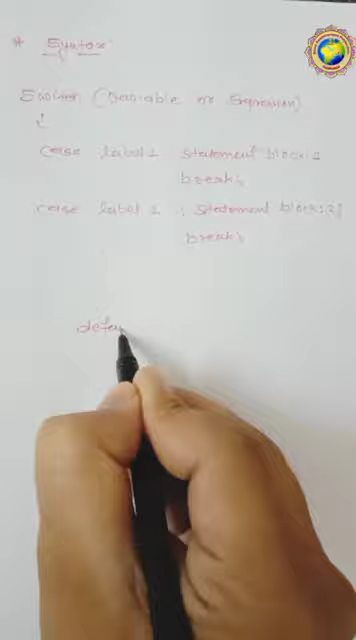 * Syntax:
Switch (Variable or Expression)
{
case label 1 statement block 1
break;
case label 1 : statement block 2;
break;
defau